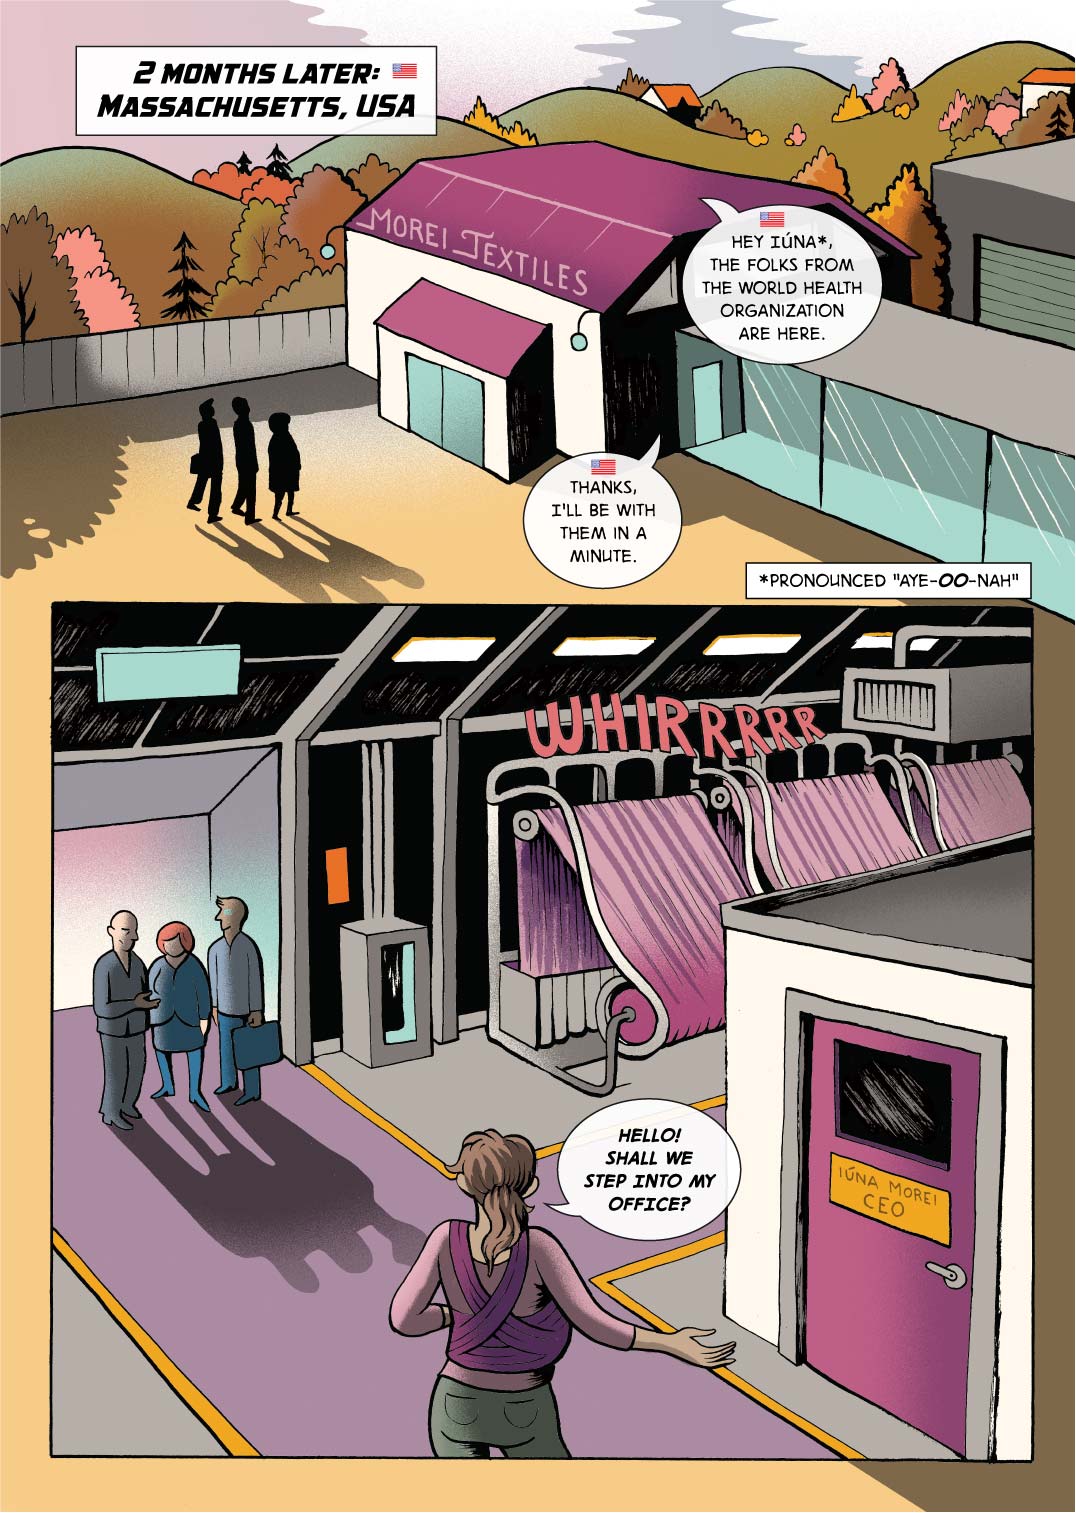 2 MONTHS LATER:
MASSACHUSETTS, USA
MOREI TEXTILES
HEY IÚNA*,
THE FOLKS FROM
THE WORLD HEALTH
ORGANIZATION
ARE HERE.
THANKS,
I'LL BE WITH
THEM IN A
MINUTE.
*PRONOUNCED "AYE-OO-NAH"
WHIRRRRRR
HELLO!
SHALL WE
STEP INTO MY
OFFICE?
IÚNA MOREI
CEO